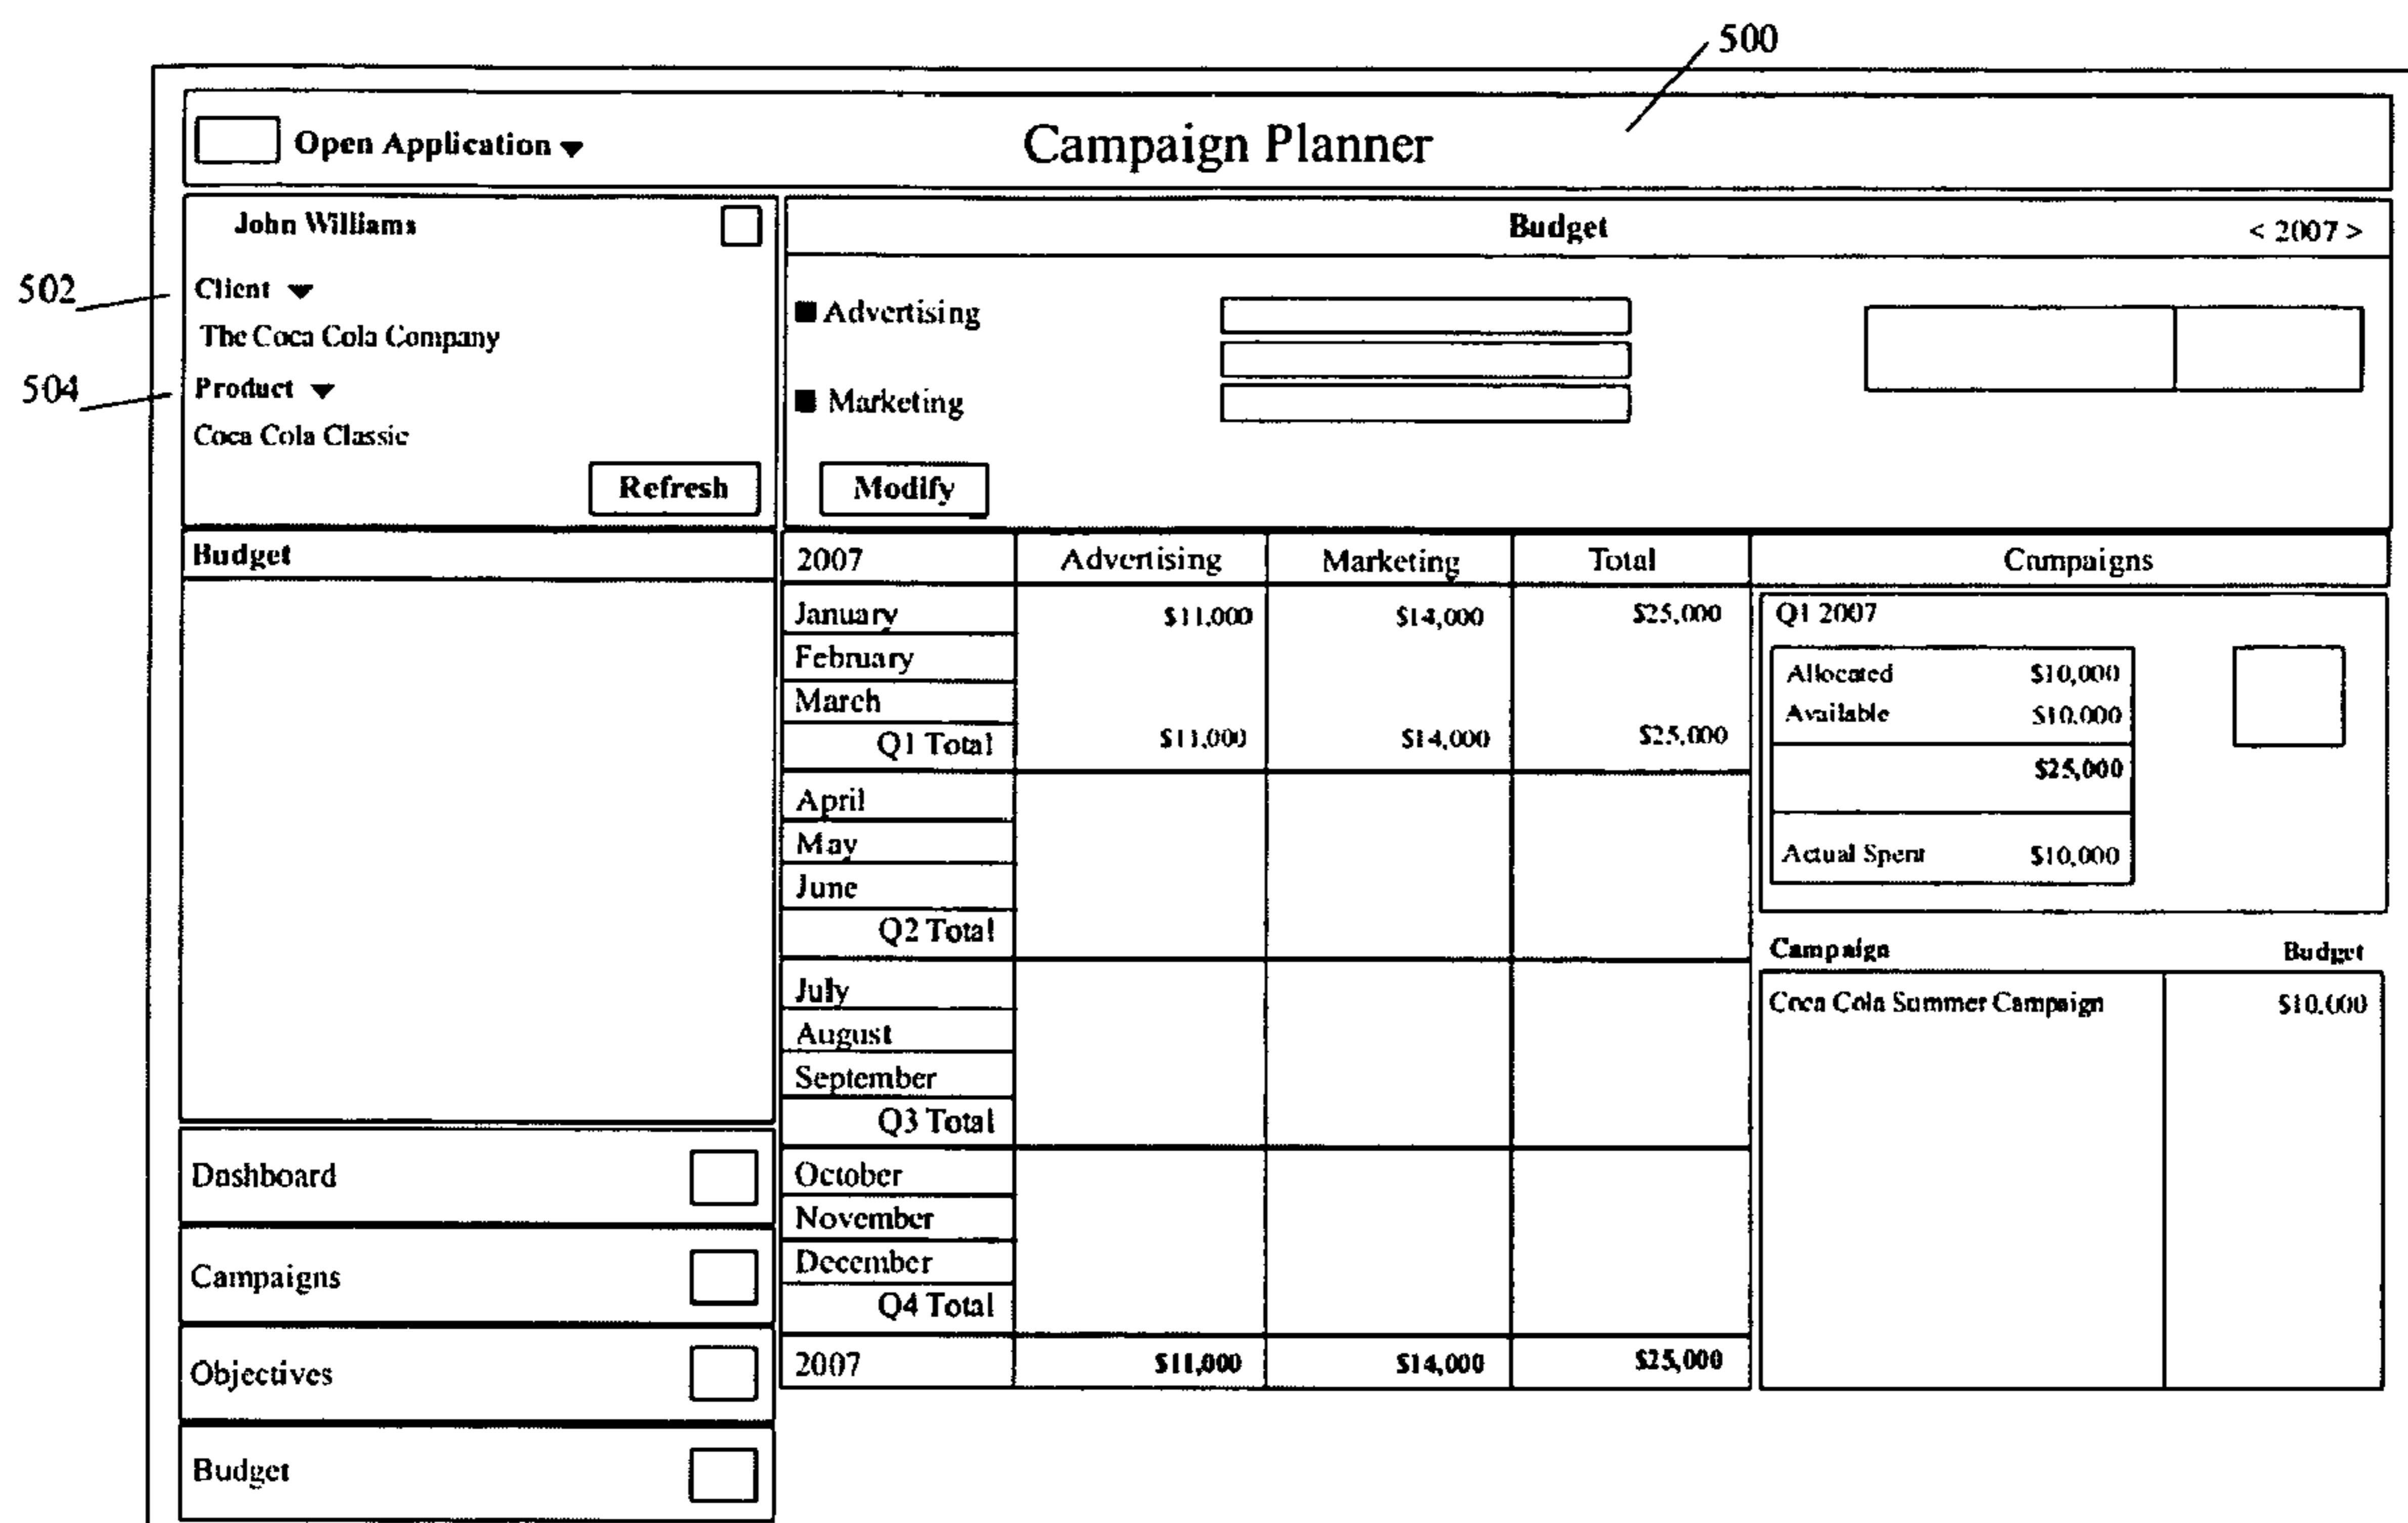 500
Open Application
Campaign Planner
John Williams
502
Client
The Coca Cola Company
504
Product
Coca Cola Classic
Refresh
Budget
< 2007 >
Advertising
Marketing
Modify
Budget
Dashboard
Campaigns
Objectives
Budget
2007 Advertising Marketing Total
January $11,000 $14,000 $25,000
February
March
Q1 Total $11,000 $14,000 $25,000
April
May
June
Q2 Total
July
August
September
Q3 Total
October
November
December
Q4 Total
2007 $11,000 $14,000 $25,000
Campaigns
Q1 2007
Allocated $10,000
Available $10,000
$25,000
Actual Spent $10,000
Campaign Budget
Coca Cola Summer Campaign $10,000